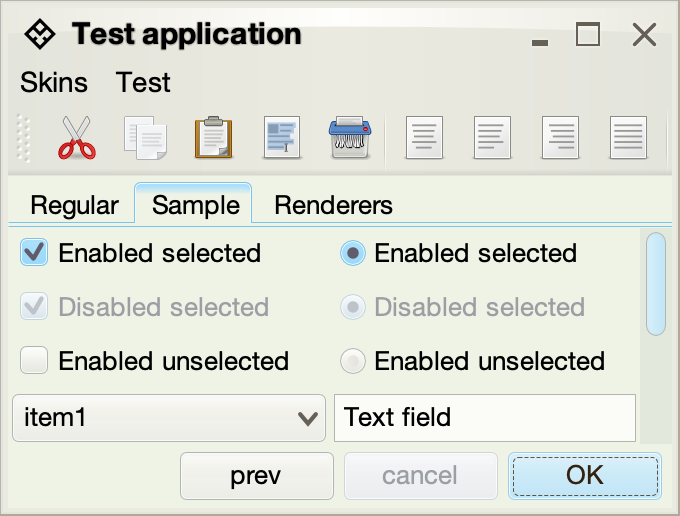 Test application
Skins Test
Regular Sample Renderers
Enabled selected Enabled selected
Disabled selected Disabled selected
Enabled unselected Enabled unselected
item1 Text field
prev cancel OK